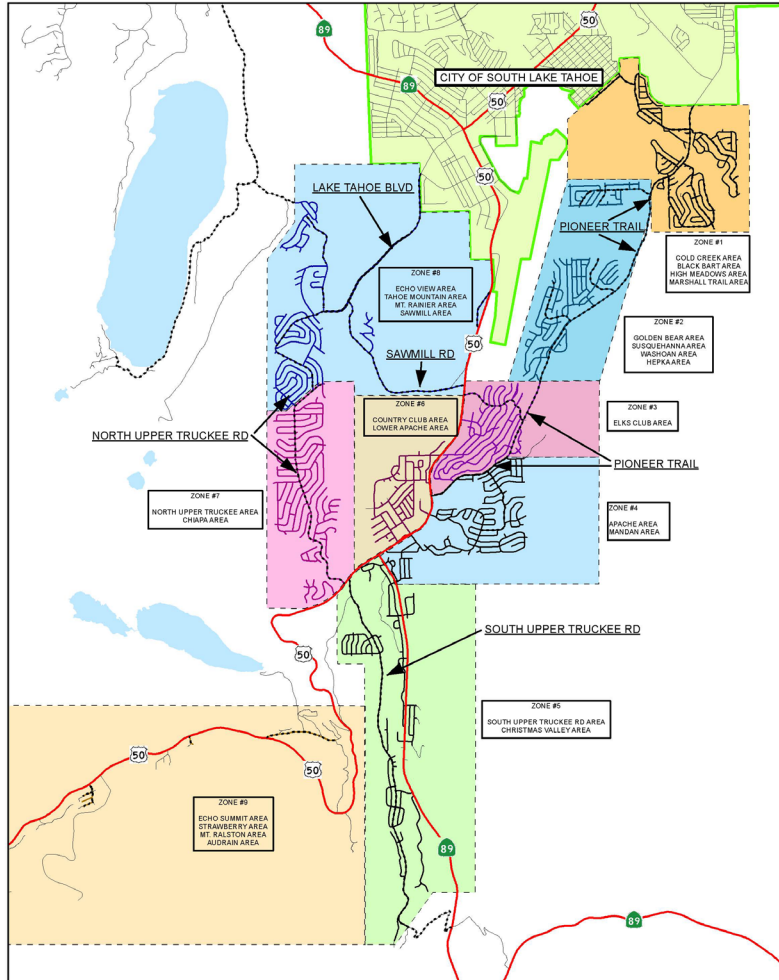 89
50
CITY OF SOUTH LAKE TAHOE
89
50
50
LAKE TAHOE BLVD
PIONEER TRAIL
ZONE #1
COLD CREEK AREA
BLACK BART AREA
HIGH MEADOWS AREA
MARSHALL TRAIL AREA
ZONE #8
ECHO VIEW AREA
TAHOE MOUNTAIN AREA
MT. RAINIER AREA
SAWMILL AREA
ZONE #2
GOLDEN BEAR AREA
SUSQUEHANNA AREA
WASHOAN AREA
HEPKA AREA
50
SAWMILL RD
ZONE #6
COUNTRY CLUB AREA
LOWER APACHE AREA
ZONE #3
ELKS CLUB AREA
NORTH UPPER TRUCKEE RD
PIONEER TRAIL
ZONE #7
NORTH UPPER TRUCKEE AREA
CHIAPA AREA
ZONE #4
APACHE AREA
MANDAN AREA
SOUTH UPPER TRUCKEE RD
50
ZONE #5
SOUTH UPPER TRUCKEE RD AREA
CHRISTMAS VALLEY AREA
50
50
ZONE #9
ECHO SUMMIT AREA
STRAWBERRY AREA
MT. RALSTON AREA
AUDRAIN AREA
89
89